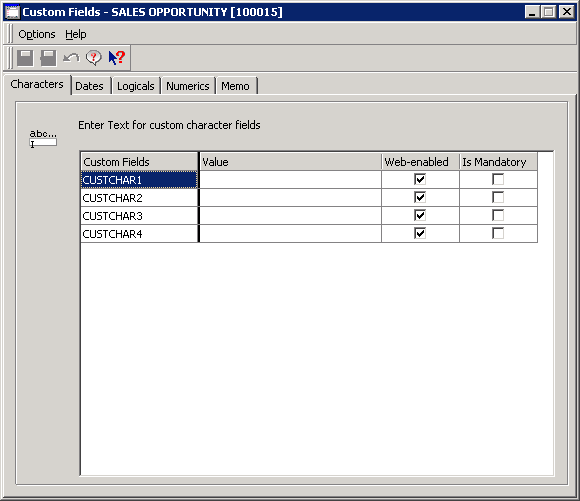 Custom Fields - SALES OPPORTUNITY [100015]
Options Help
Characters Dates Logicals Numerics Memo
abc...
Enter Text for custom character fields
Custom Fields Value Web-enabled Is Mandatory
CUSTCHAR1
CUSTCHAR2
CUSTCHAR3
CUSTCHAR4